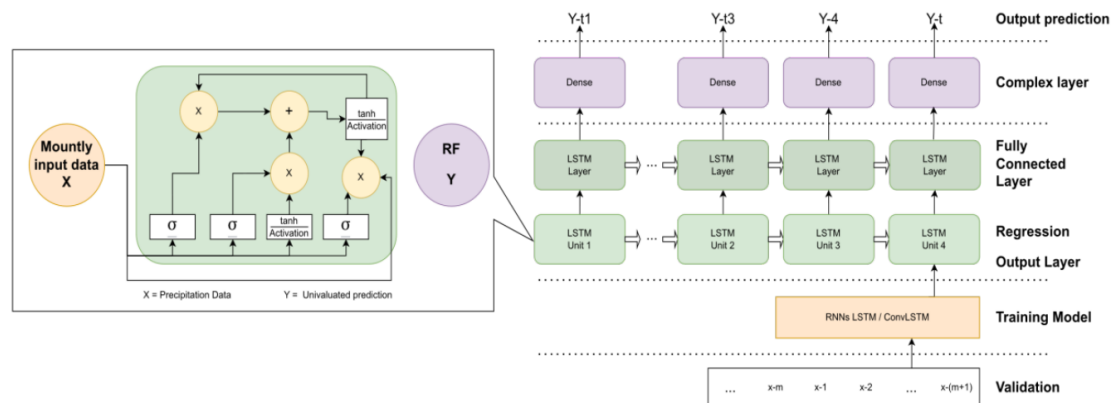 Y-t1
Y-t3
Y-4
Y-t
Output prediction
Dense
Dense
Dense
Dense
Complex layer
LSTM
Layer
...
LSTM
Layer
LSTM
Layer
LSTM
Layer
Fully
Connected
Layer
LSTM
Unit 1
...
LSTM
Unit 2
LSTM
Unit 3
LSTM
Unit 4
Regression
Output Layer
RNNs LSTM / ConvLSTM
Training Model
...
x-m
x-1
x-2
...
x-(m+1)
Validation
Mountly
input data
X
X
+
tanh
Activation
X
X
σ
σ
tanh
Activation
σ
RF
Y
X = Precipitation Data
Y = Univaluated prediction